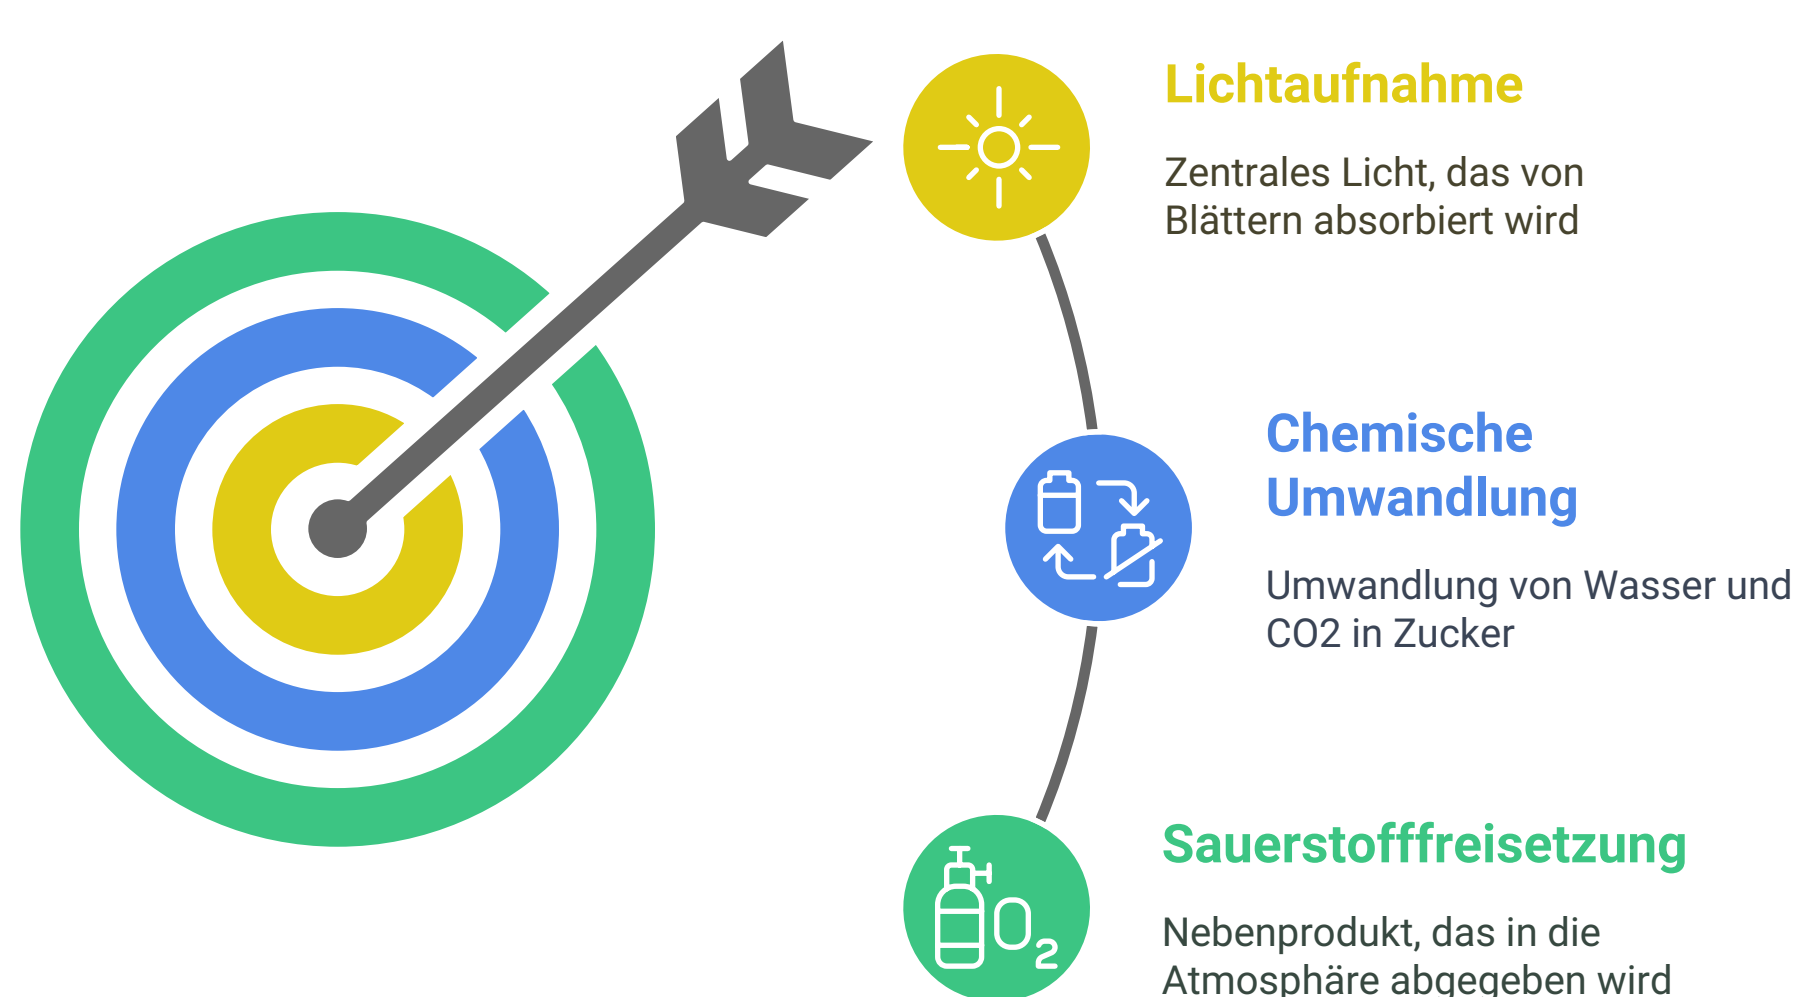 Lichtaufnahme
Zentrales Licht, das von
Blättern absorbiert wird
Chemische
Umwandlung
Umwandlung von Wasser und
CO2 in Zucker
Sauerstofffreisetzung
O2
Nebenprodukt, das in die
Atmosphäre abgegeben wird